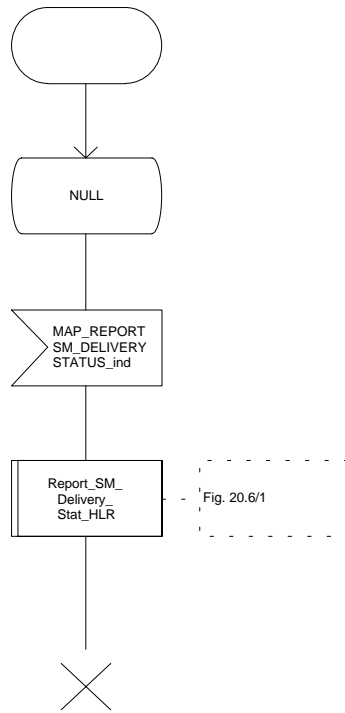 NULL
MAP_REPORT
SM_DELIVERY
STATUS_ind
Report_SM_
Delivery_
Stat_HLR
Fig. 20.6/1